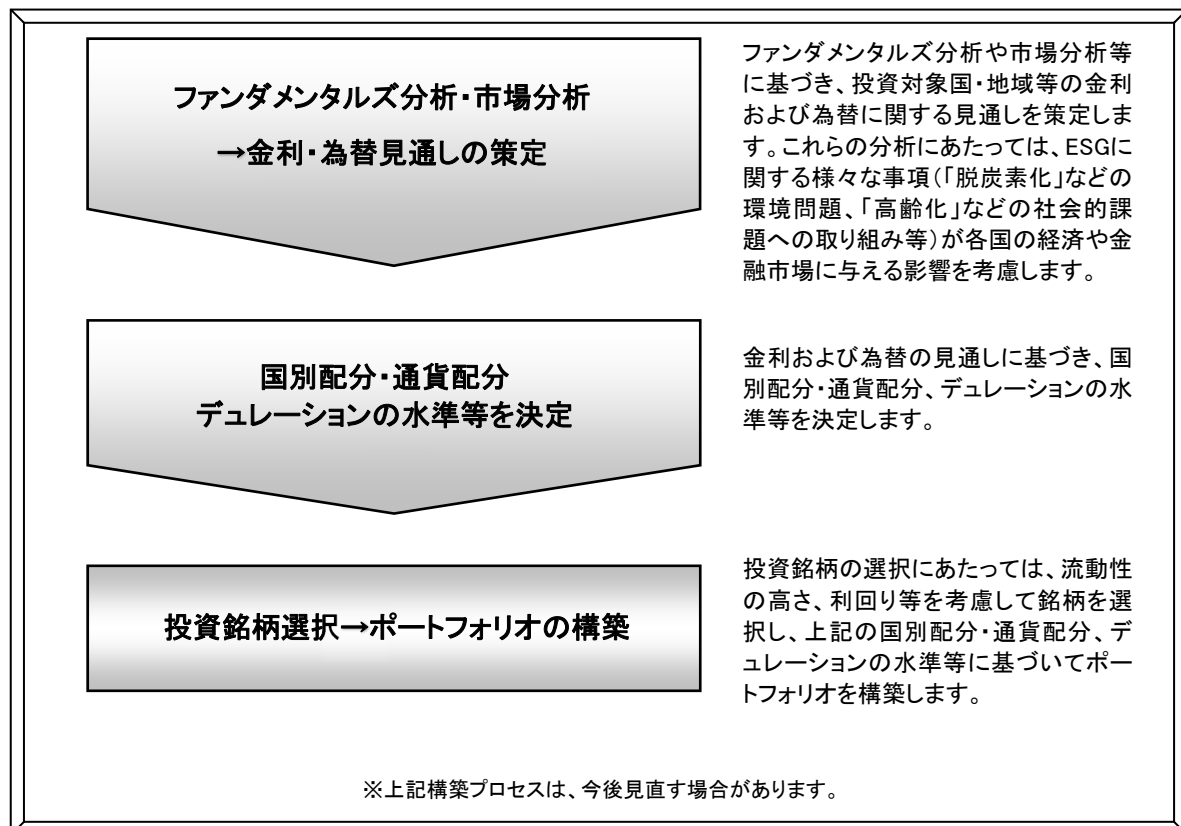 ファンダメンタルズ分析・市場分析
→金利・為替見通しの策定
ファンダメンタルズ分析や市場分析等
に基づき、投資対象国・地域等の金利
および為替に関する見通しを策定しま
す。これらの分析にあたっては、ESGに
関する様々な事項(「脱炭素化」などの
環境問題、「高齢化」などの社会的課
題への取り組み等)が各国の経済や金
融市場に与える影響を考慮します。
国別配分・通貨配分
デュレーションの水準等を決定
金利および為替の見通しに基づき、国
別配分・通貨配分、デュレーションの水
準等を決定します。
投資銘柄選択→ポートフォリオの構築
投資銘柄の選択にあたっては、流動性
の高さ、利回り等を考慮して銘柄を選
択し、上記の国別配分・通貨配分、デ
ュレーションの水準等に基づいてポー
トフォリオを構築します。
※上記構築プロセスは、今後見直す場合があります。